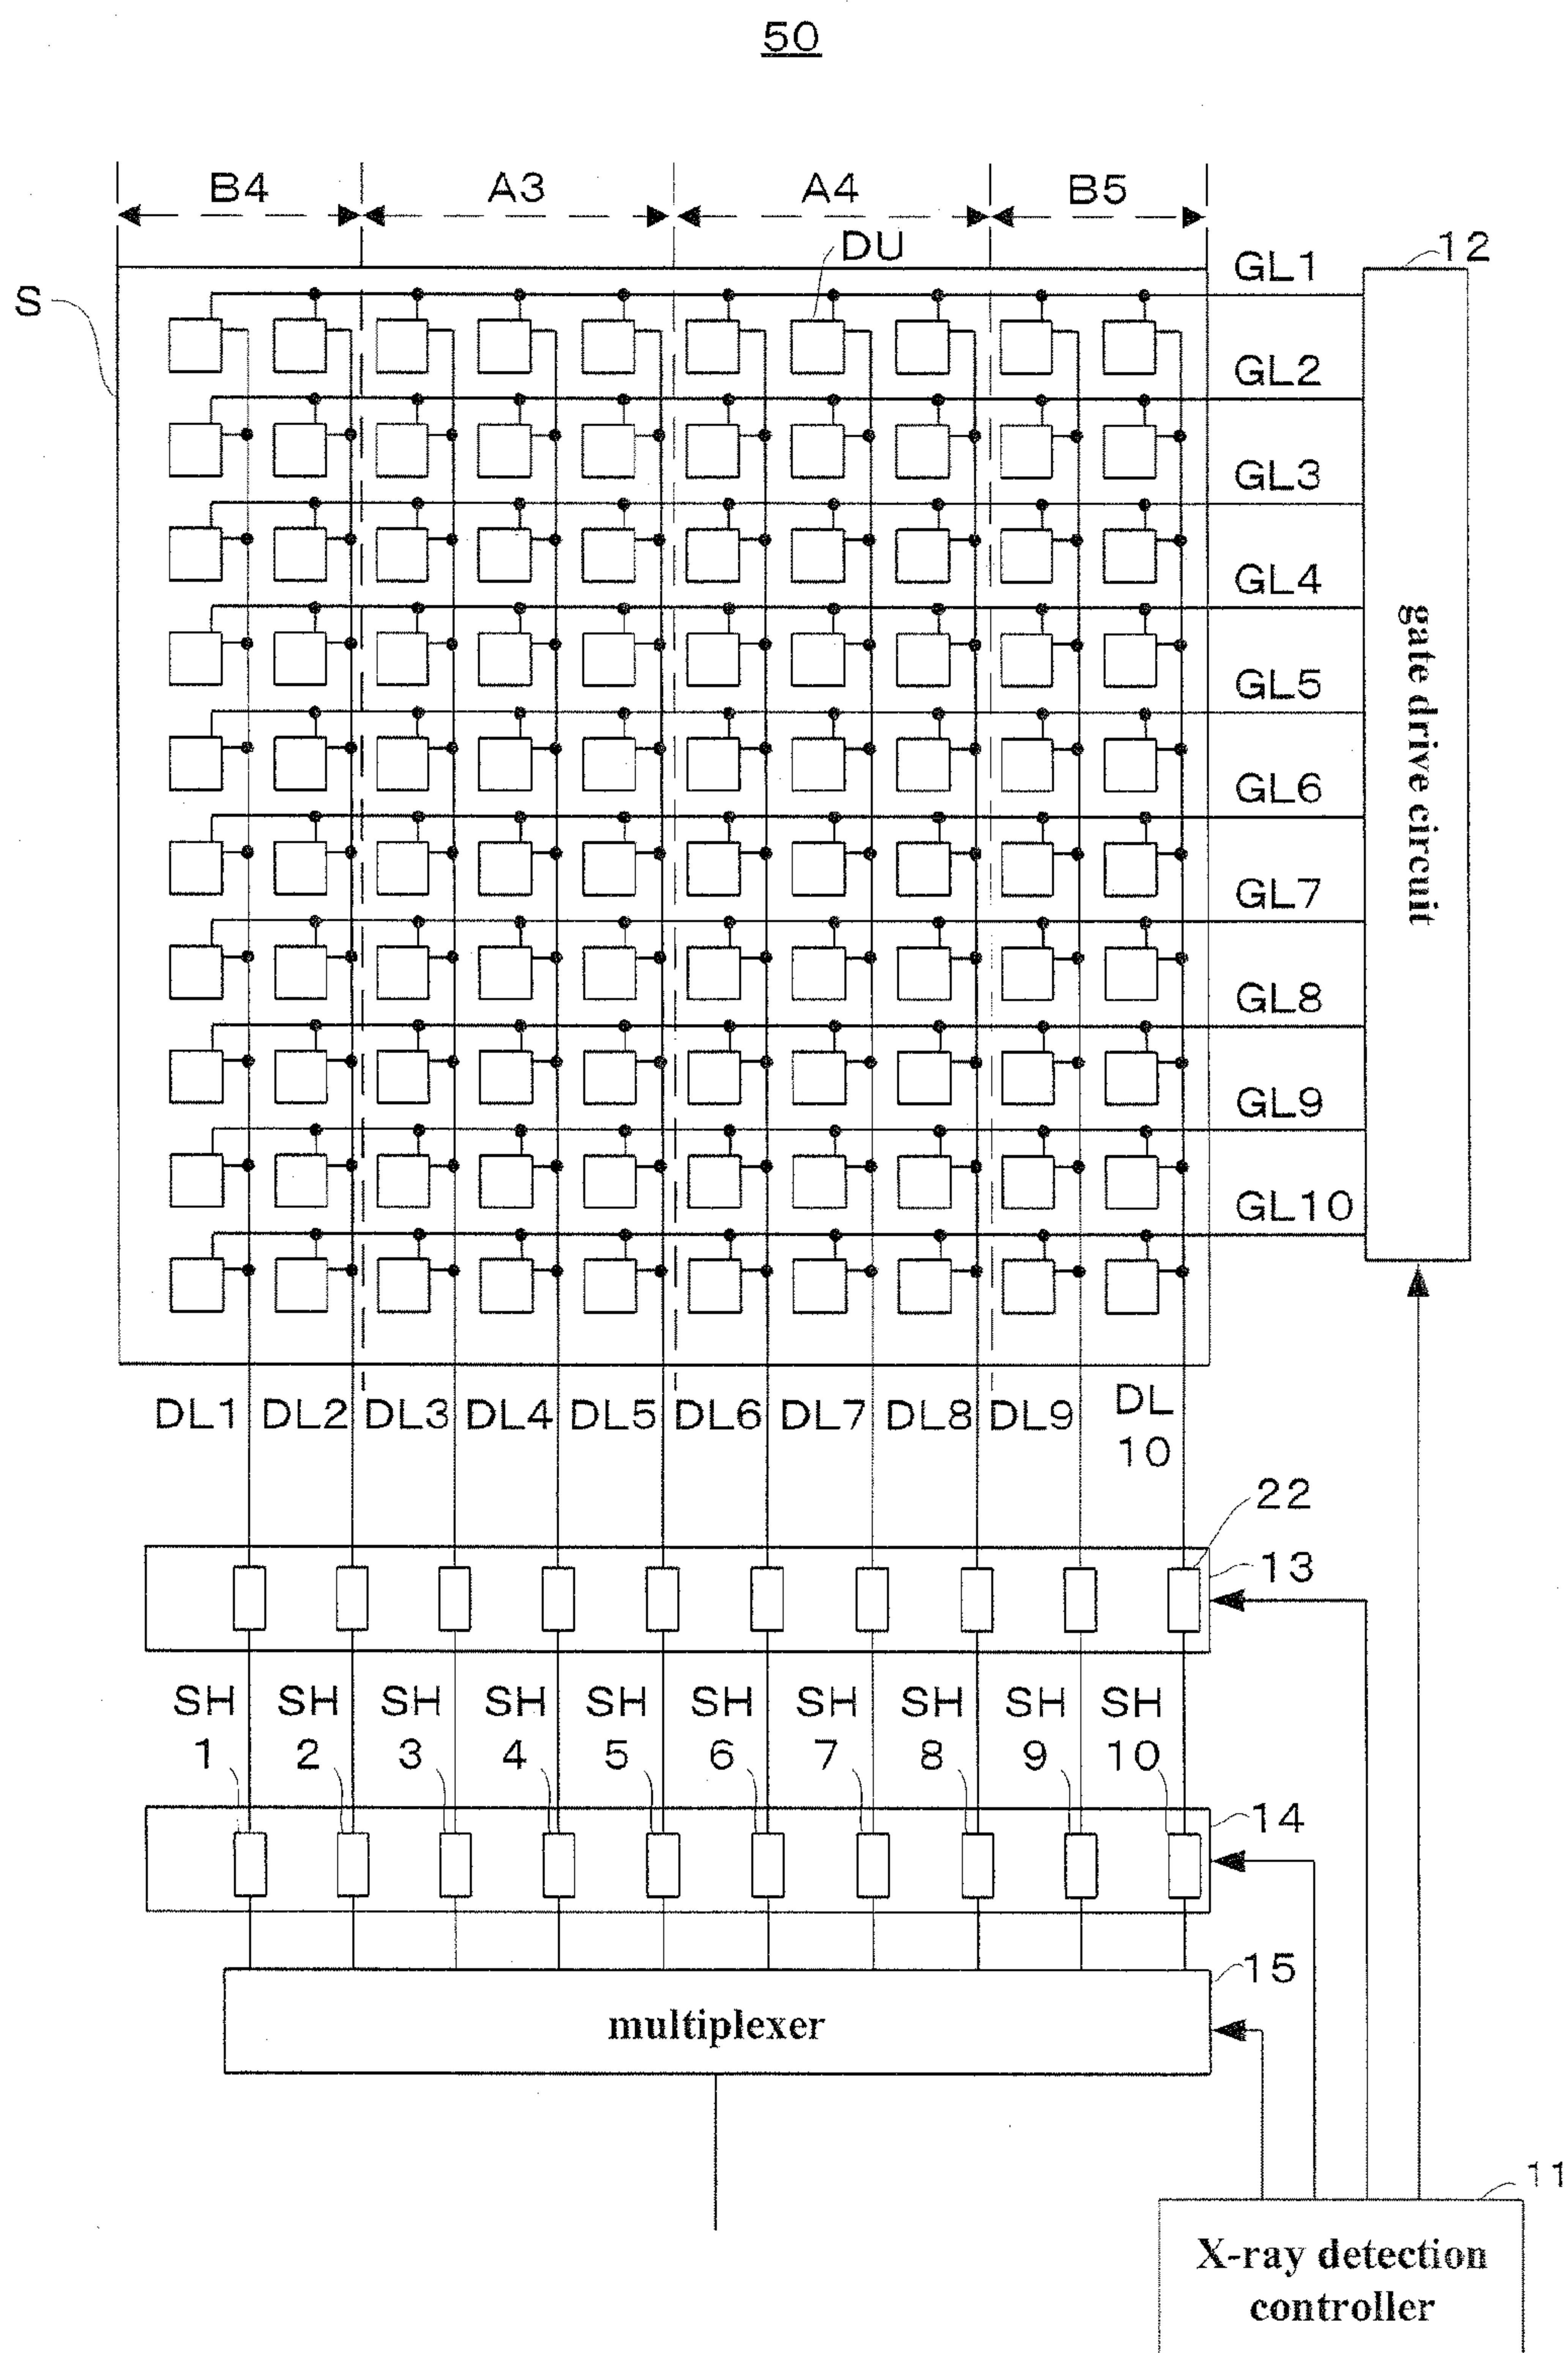 50
B4 A3 A4 B5
DU
GL1
12
S
GL2
GL3
GL4
GL5
GL6
GL7
GL8
GL9
GL10
gate drive circuit
DL1 DL2 DL3 DL4 DL5 DL6 DL7 DL8 DL9 DL
10
22
13
SH SH SH SH SH SH SH SH SH SH
1 2 3 4 5 6 7 8 9 10
14
15
multiplexer
11
X-ray detection
controller